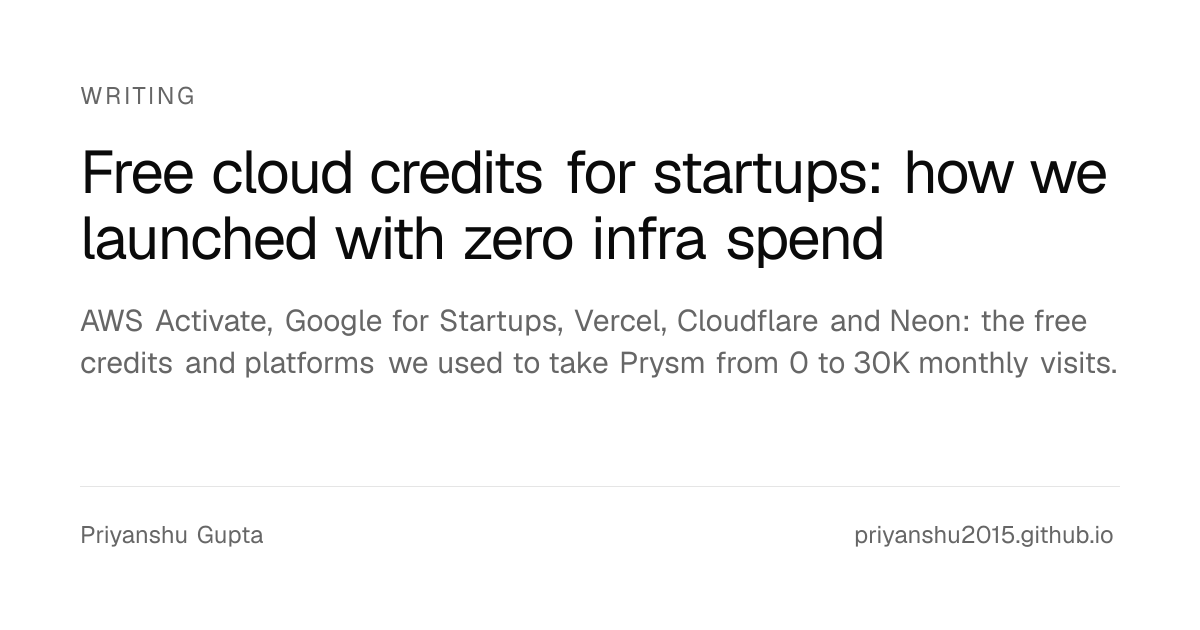 WRITING
Free cloud credits for startups: how we
launched with zero infra spend
AWS Activate, Google for Startups, Vercel, Cloudflare and Neon: the free
credits and platforms we used to take Prysm from 0 to 30K monthly visits.
Priyanshu Gupta
priyanshu2015.github.io